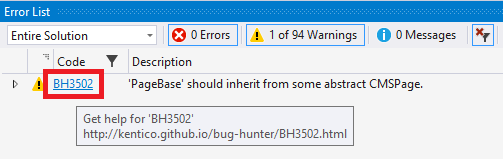 Error List
Entire Solution
0 Errors
1 of 94 Warnings
0 Messages
Code Description
BH3502 'PageBase' should inherit from some abstract CMSPage.
Get help for 'BH3502'
http://kentico.github.io/bug-hunter/BH3502.html